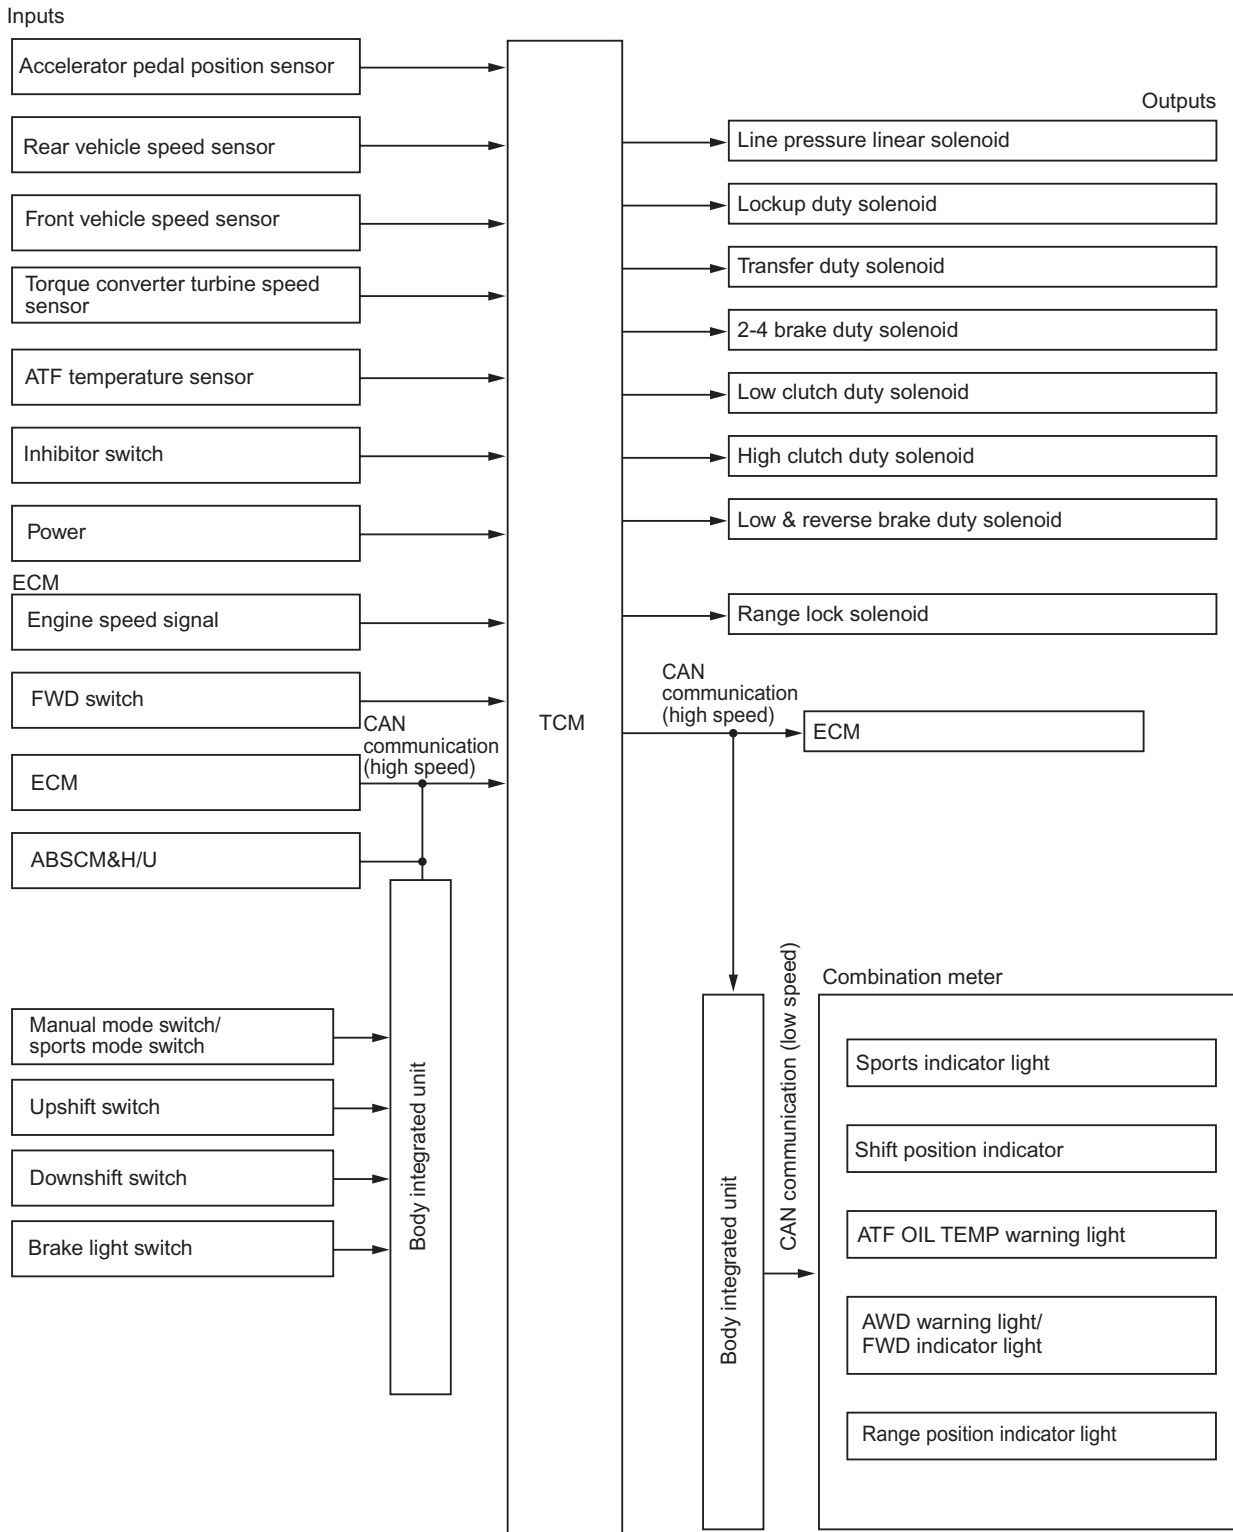 Inputs
Accelerator pedal position sensor
Rear vehicle speed sensor
Front vehicle speed sensor
Torque converter turbine speed
sensor
ATF temperature sensor
Inhibitor switch
Power
ECM
Engine speed signal
FWD switch
CAN
communication
(high speed)
ECM
ABSCM&H/U
Manual mode switch/
sports mode switch
Upshift switch
Downshift switch
Brake light switch
Body integrated unit
TCM
Outputs
Line pressure linear solenoid
Lockup duty solenoid
Transfer duty solenoid
2-4 brake duty solenoid
Low clutch duty solenoid
High clutch duty solenoid
Low & reverse brake duty solenoid
Range lock solenoid
CAN
communication
(high speed)
ECM
Body integrated unit
CAN communication (low speed)
Combination meter
Sports indicator light
Shift position indicator
ATF OIL TEMP warning light
AWD warning light/
FWD indicator light
Range position indicator light